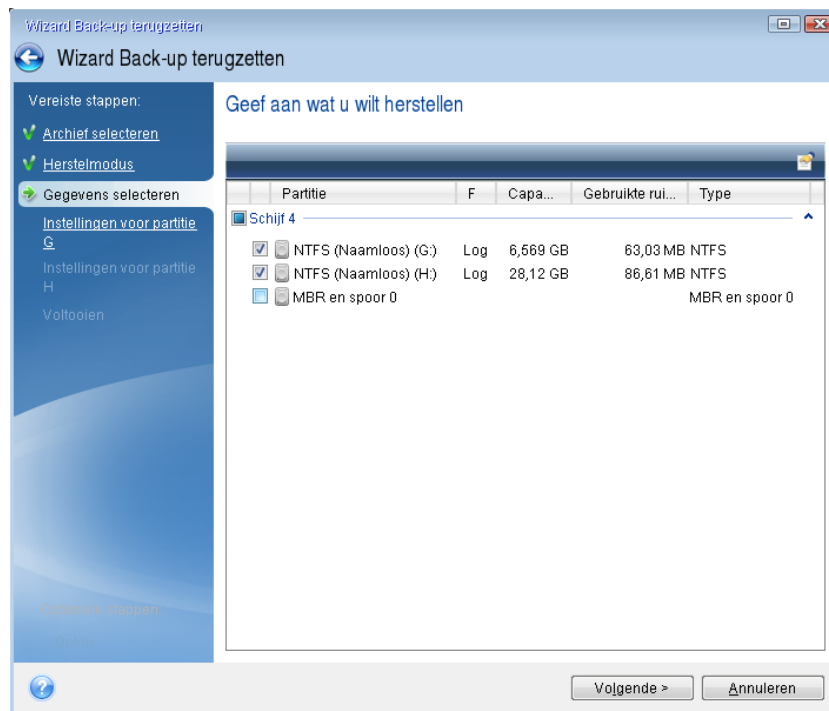 Wizard Back-up terugzetten
Wizard Back-up terugzetten
Vereiste stappen:
Archief selecteren
Herstelmodus
Gegevens selecteren
Instellingen voor partitie
G
Instellingen voor partitie
H
Voltooien
stappen
Geef aan wat u wilt herstellen
Partitie F Capa... Gebruikte rui... Type
Schijf 4
NTFS (Naamloos) (G:) Log 6,569 GB 63,03 MB NTFS
NTFS (Naamloos) (H:) Log 28,12 GB 86,61 MB NTFS
MBR en spoor 0 MBR en spoor 0
Volgende >
Annuleren